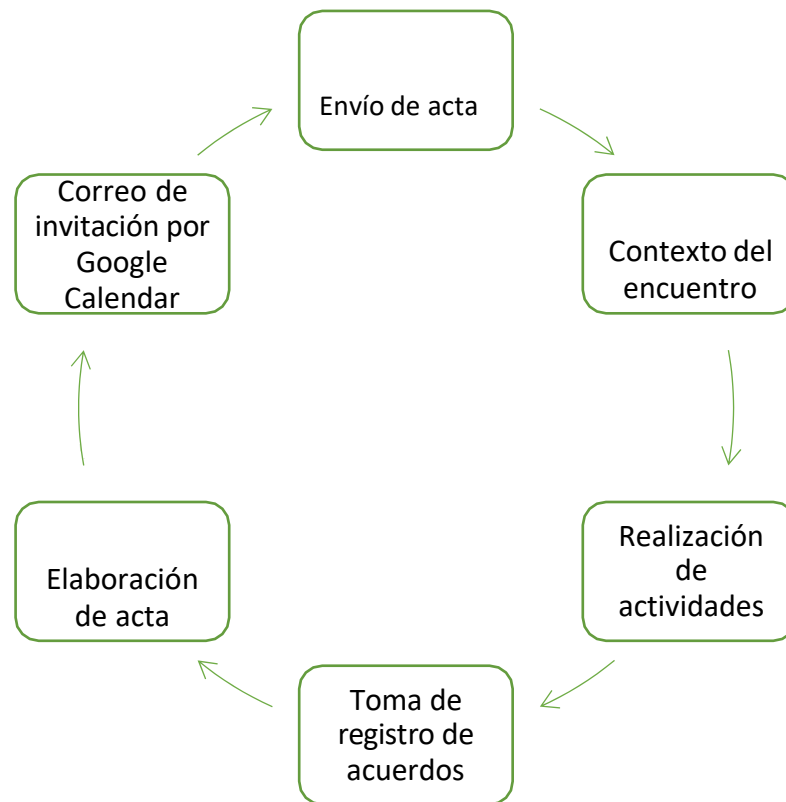 Envío de acta
Correo de
invitación por
Google
Calendar
Contexto del
encuentro
Elaboración
de acta
Realización
de
actividades
Toma de
registro de
acuerdos